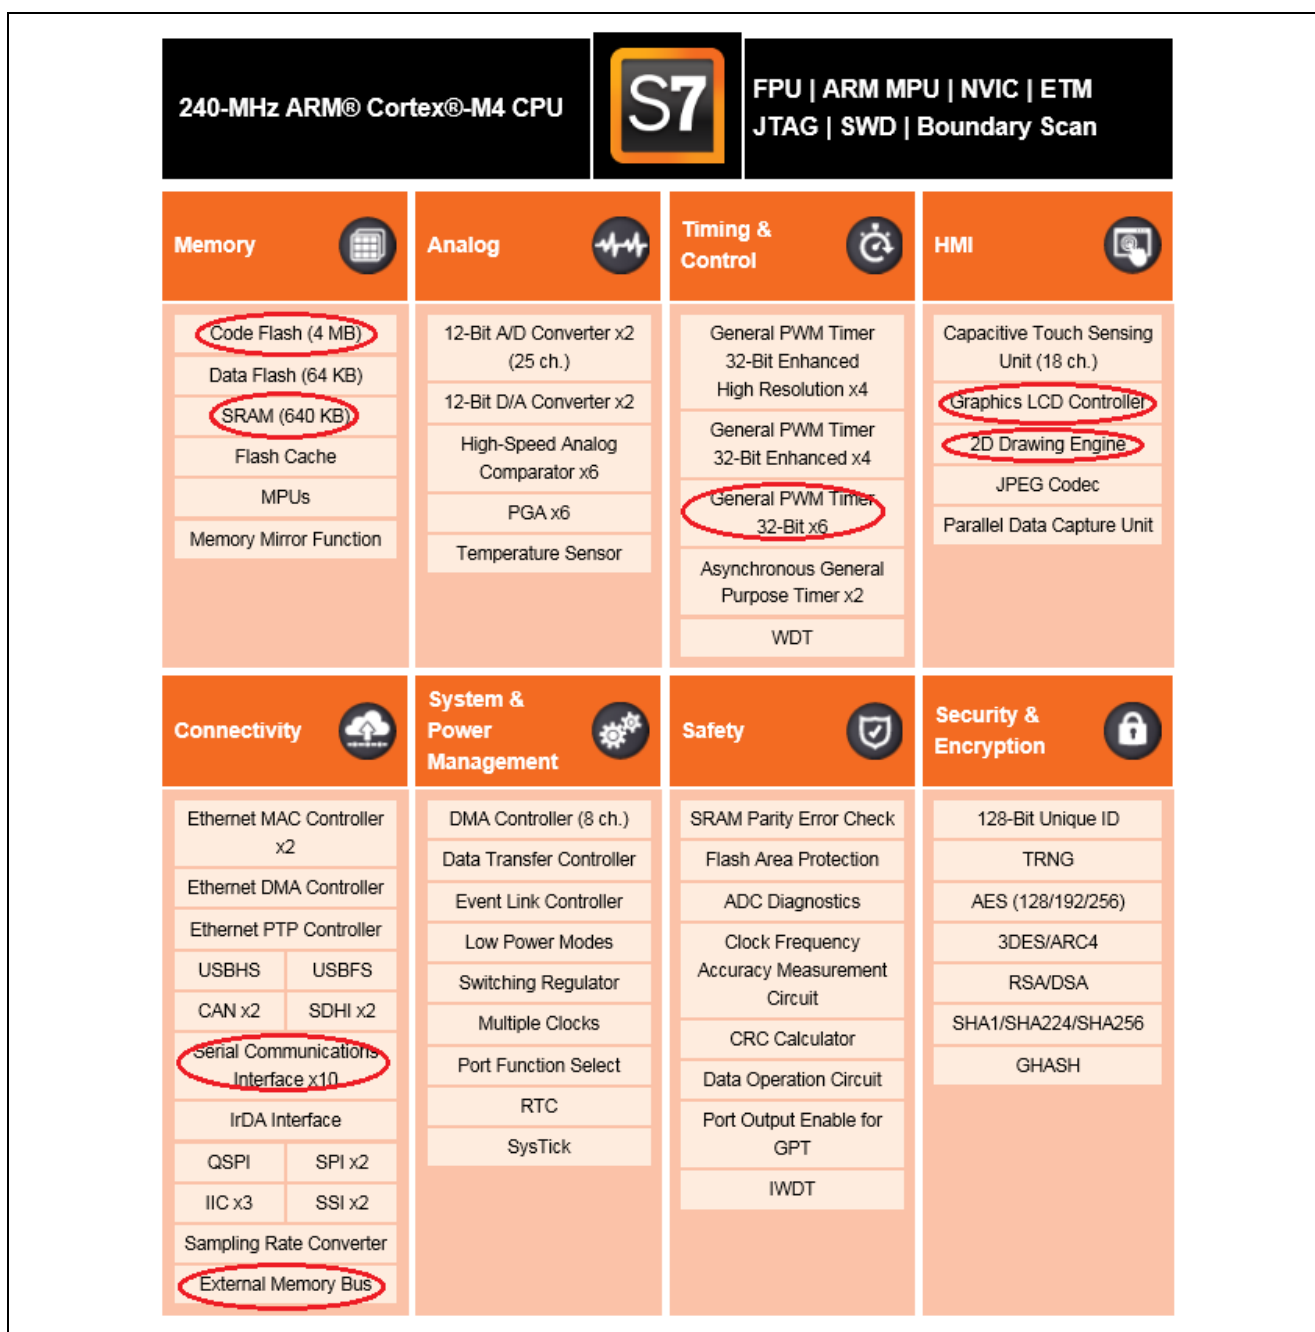 240-MHz ARM® Cortex®-M4 CPU
S7
FPU | ARM MPU | NVIC | ETM
JTAG | SWD | Boundary Scan
Memory
Code Flash (4 MB)
Data Flash (64 KB)
SRAM (640 KB)
Flash Cache
MPUs
Memory Mirror Function
Analog
12-Bit A/D Converter x2
(25 ch.)
12-Bit D/A Converter x2
High-Speed Analog
Comparator x6
PGA x6
Temperature Sensor
Timing &
Control
General PWM Timer
32-Bit Enhanced
High Resolution x4
General PWM Timer
32-Bit Enhanced x4
General PWM Timer
32-Bit x6
Asynchronous General
Purpose Timer x2
WDT
HMI
Capacitive Touch Sensing
Unit (18 ch.)
Graphics LCD Controller
2D Drawing Engine
JPEG Codec
Parallel Data Capture Unit
Connectivity
Ethernet MAC Controller
x2
Ethernet DMA Controller
Ethernet PTP Controller
USBHS USBFS
CAN x2 SDHI x2
Serial Communications
Interface x10
IrDA Interface
QSPI SPI x2
IIC x3 SSI x2
Sampling Rate Converter
External Memory Bus
System &
Power
Management
DMA Controller (8 ch.)
Data Transfer Controller
Event Link Controller
Low Power Modes
Switching Regulator
Multiple Clocks
Port Function Select
RTC
SysTick
Safety
SRAM Parity Error Check
Flash Area Protection
ADC Diagnostics
Clock Frequency
Accuracy Measurement
Circuit
CRC Calculator
Data Operation Circuit
Port Output Enable for
GPT
IWDT
Security &
Encryption
128-Bit Unique ID
TRNG
AES (128/192/256)
3DES/ARC4
RSA/DSA
SHA1/SHA224/SHA256
GHASH